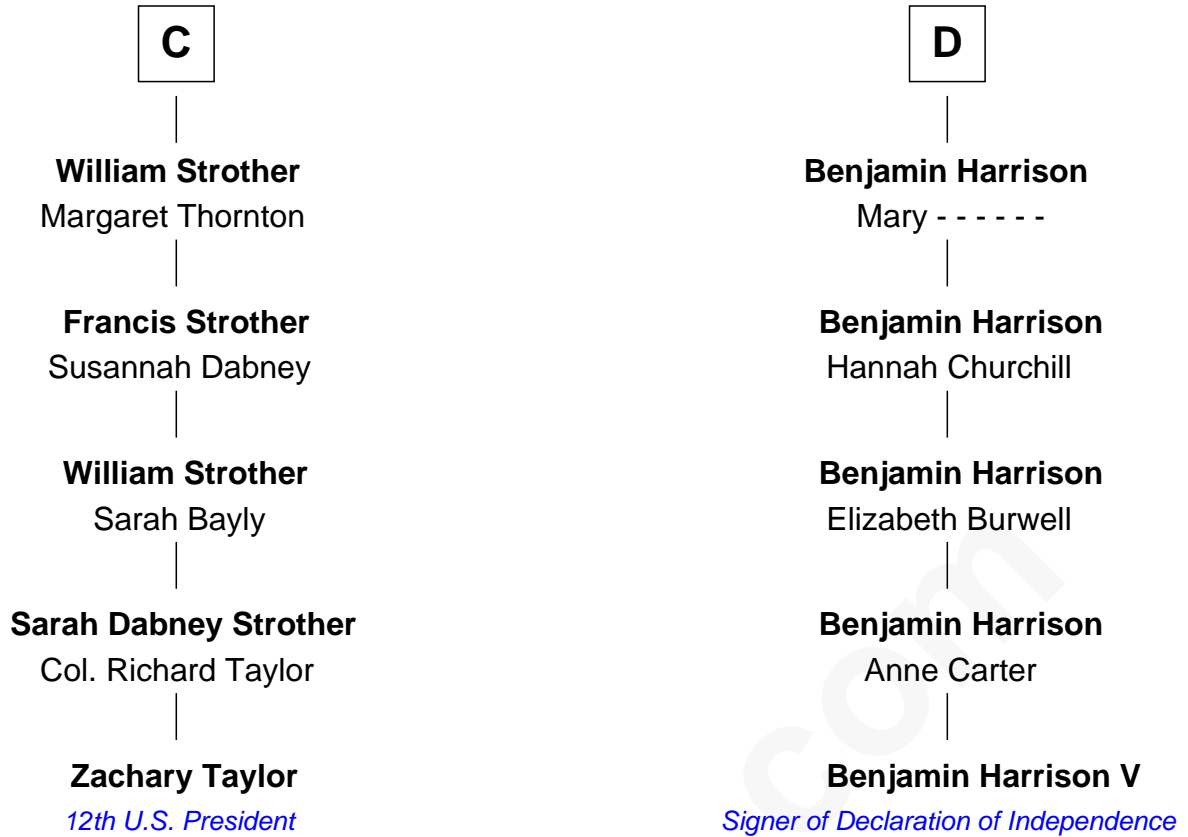 C
William Strother
Margaret Thornton
Francis Strother
Susannah Dabney
William Strother
Sarah Bayly
Sarah Dabney Strother
Col. Richard Taylor
Zachary Taylor
12th U.S. President
D
Benjamin Harrison
Mary - - - - - -
Benjamin Harrison
Hannah Churchill
Benjamin Harrison
Elizabeth Burwell
Benjamin Harrison
Anne Carter
Benjamin Harrison V
Signer of Declaration of Independence
com